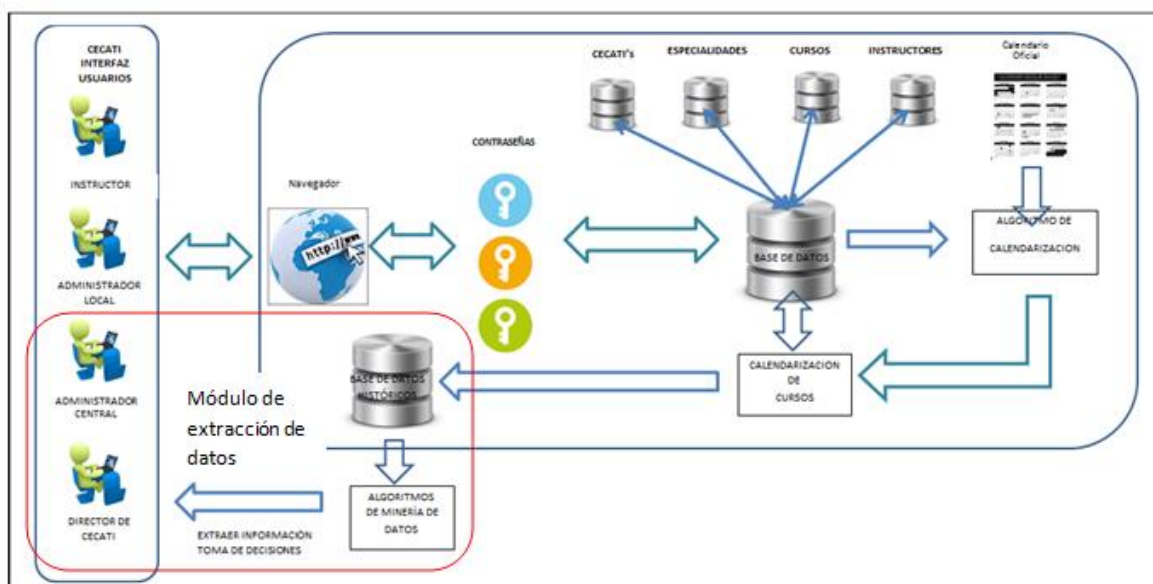 CECATI
INTERFAZ
USUARIOS
INSTRUCTOR
ADMINISTRADOR
LOCAL
ADMINISTRADOR
CENTRAL
DIRECTOR DE
CECATI
Navegador
http://www
CONTRASEÑAS
CECATI's
ESPECIALIDADES
CURSOS
INSTRUCTORES
Calendario
Oficial
BASE DE DATOS
ALGORITMO DE
CALENDARIZACION
CALENDARIZACION
DE
CURSOS
BASE DE DATOS
HISTÓRICOS
Módulo de
extracción de
datos
ALGORITMOS
DE MINERÍA DE
DATOS
EXTRAER INFORMACIÓN
TOMA DE DECISIONES